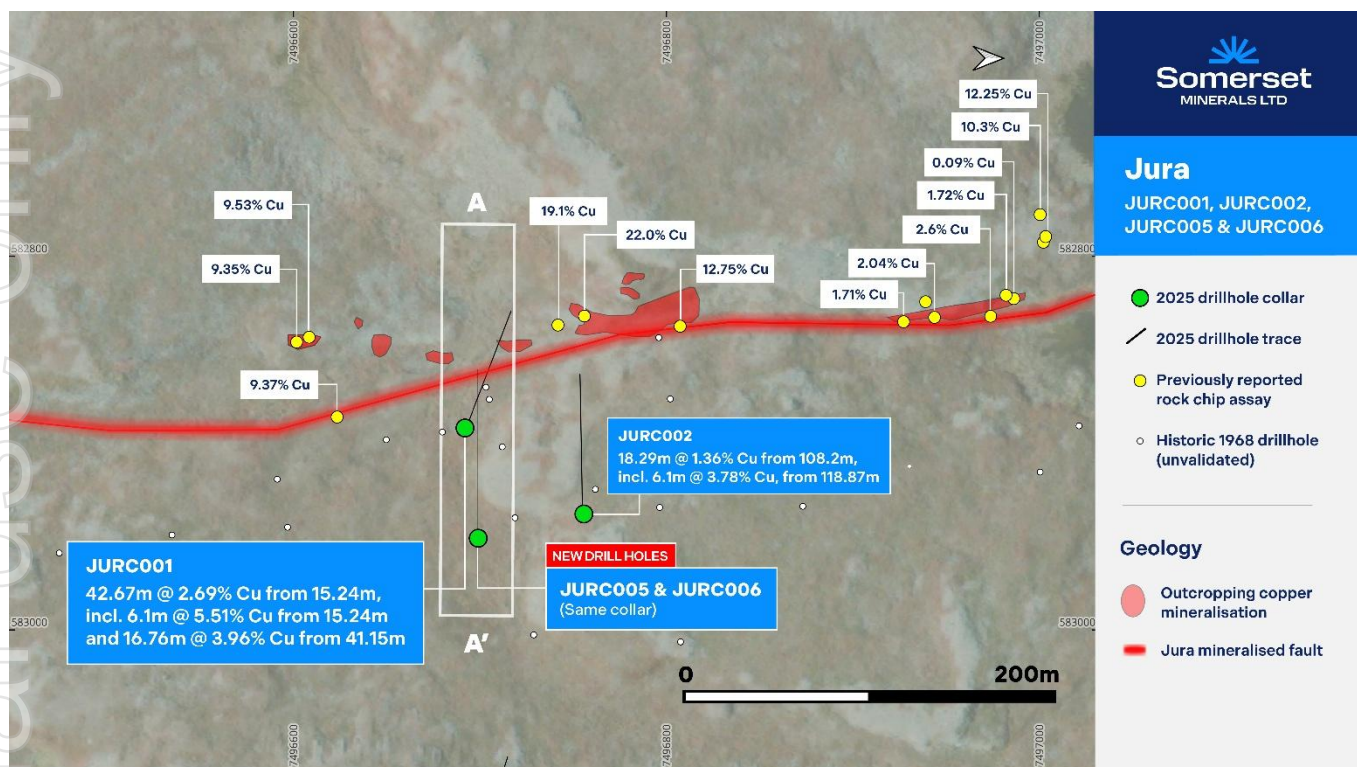 7496600
7496800
7497000
12.25% Cu
10.3% Cu
0.09% Cu
1.72% Cu
2.6% Cu
2.04% Cu
1.71% Cu
9.53% Cu
9.35% Cu
9.37% Cu
A
19.1% Cu
22.0% Cu
12.75% Cu
582800
582800
JURC002
18.29m @ 1.36% Cu from 108.2m,
incl. 6.1m @ 3.78% Cu, from 118.87m
NEW DRILL HOLES
JURC005 & JURC006
(Same collar)
JURC001
42.67m @ 2.69% Cu from 15.24m,
incl. 6.1m @ 5.51% Cu from 15.24m
and 16.76m @ 3.96% Cu from 41.15m
A'
583000
583000
0 200m
7496600
7496800
7497000
Somerset
MINERALS LTD
Jura
JURC001, JURC002,
JURC005 & JURC006
2025 drillhole collar
2025 drillhole trace
Previously reported
rock chip assay
Historic 1968 drillhole
(unvalidated)
Geology
Outcropping copper
mineralisation
Jura mineralised fault